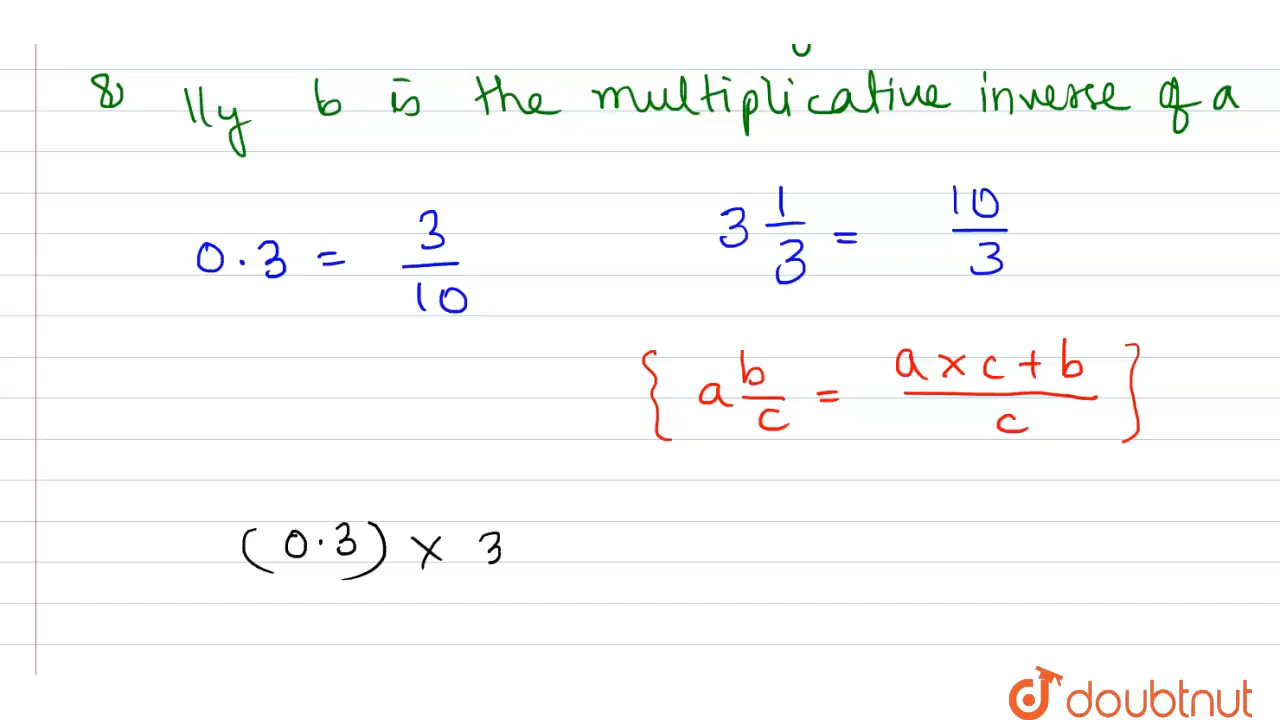 & lly b is the multiplicative inverse of a
0.3 = 3/10
3 1/3 = 10/3
{ a b/c = a x c + b / c }
(0.3) x 3
doubtnut